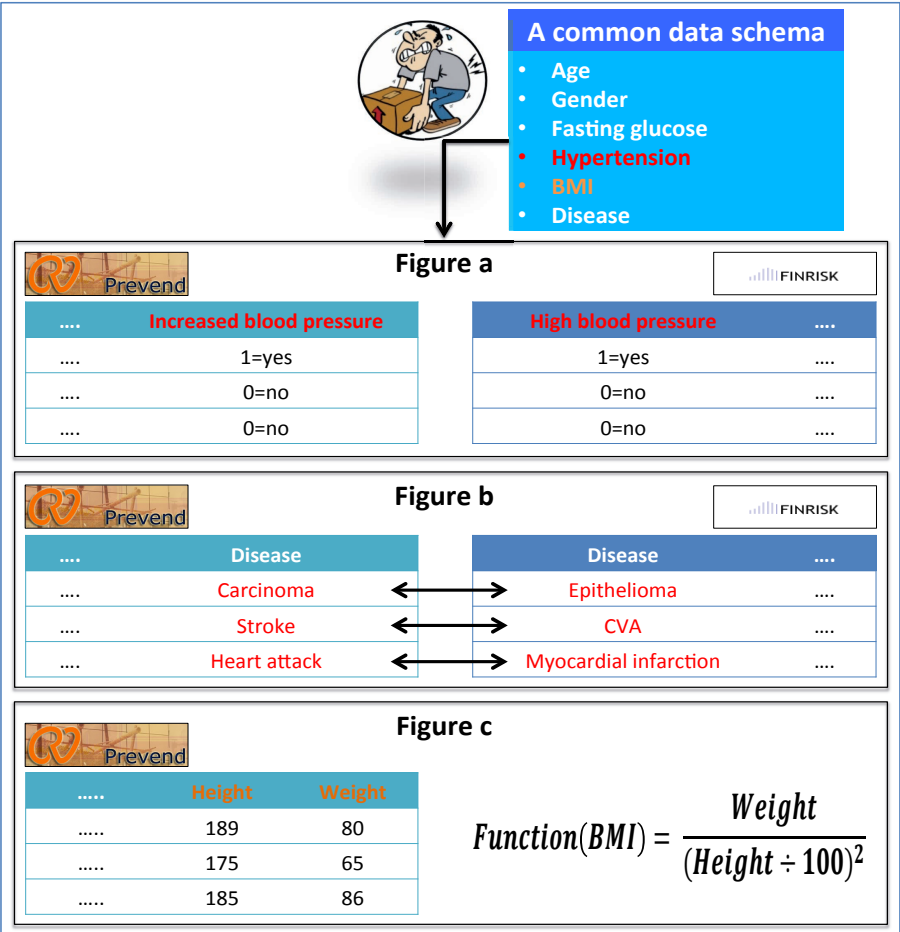 A common data schema
• Age
• Gender
• Fasting glucose
• Hypertension
• BMI
• Disease
Figure a
Prevend
FINRISK
.... Increased blood pressure
High blood pressure ....
.... 1=yes
1=yes ....
.... 0=no
0=no ....
.... 0=no
0=no ....
Figure b
Prevend
FINRISK
.... Disease
Disease ....
.... Carcinoma
Epithelioma ....
.... Stroke
CVA ....
.... Heart attack
Myocardial infarction ....
Figure c
Prevend
..... Height Weight
..... 189 80
..... 175 65
..... 185 86
Function(BMI) = Weight / (Height ÷ 100)²